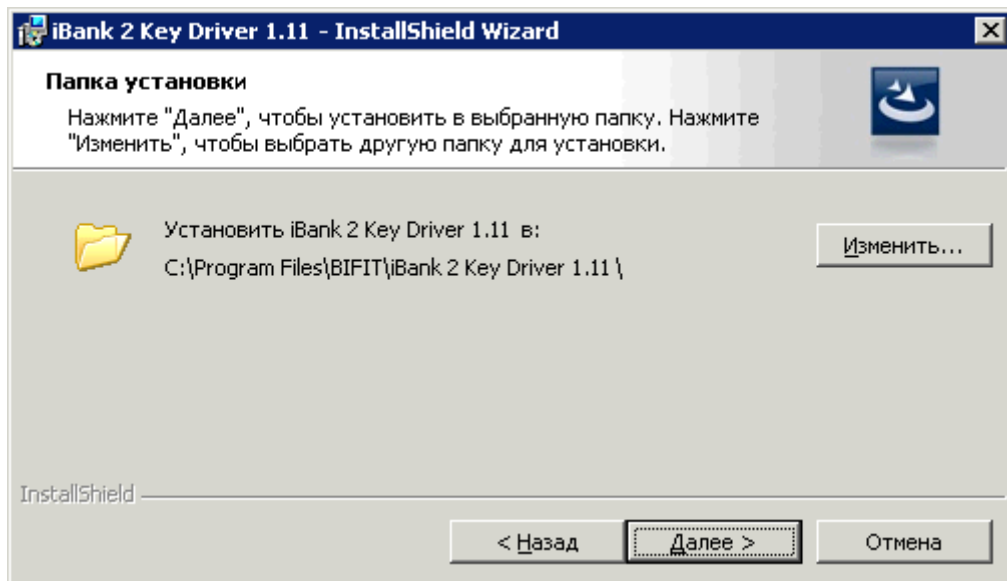 iBank 2 Key Driver 1.11 - InstallShield Wizard
Папка установки
Нажмите "Далее", чтобы установить в выбранную папку. Нажмите
"Изменить", чтобы выбрать другую папку для установки.
Установить iBank 2 Key Driver 1.11 в:
C:\Program Files\BIFIT\iBank 2 Key Driver 1.11\
Изменить...
InstallShield
< Назад
Далее >
Отмена